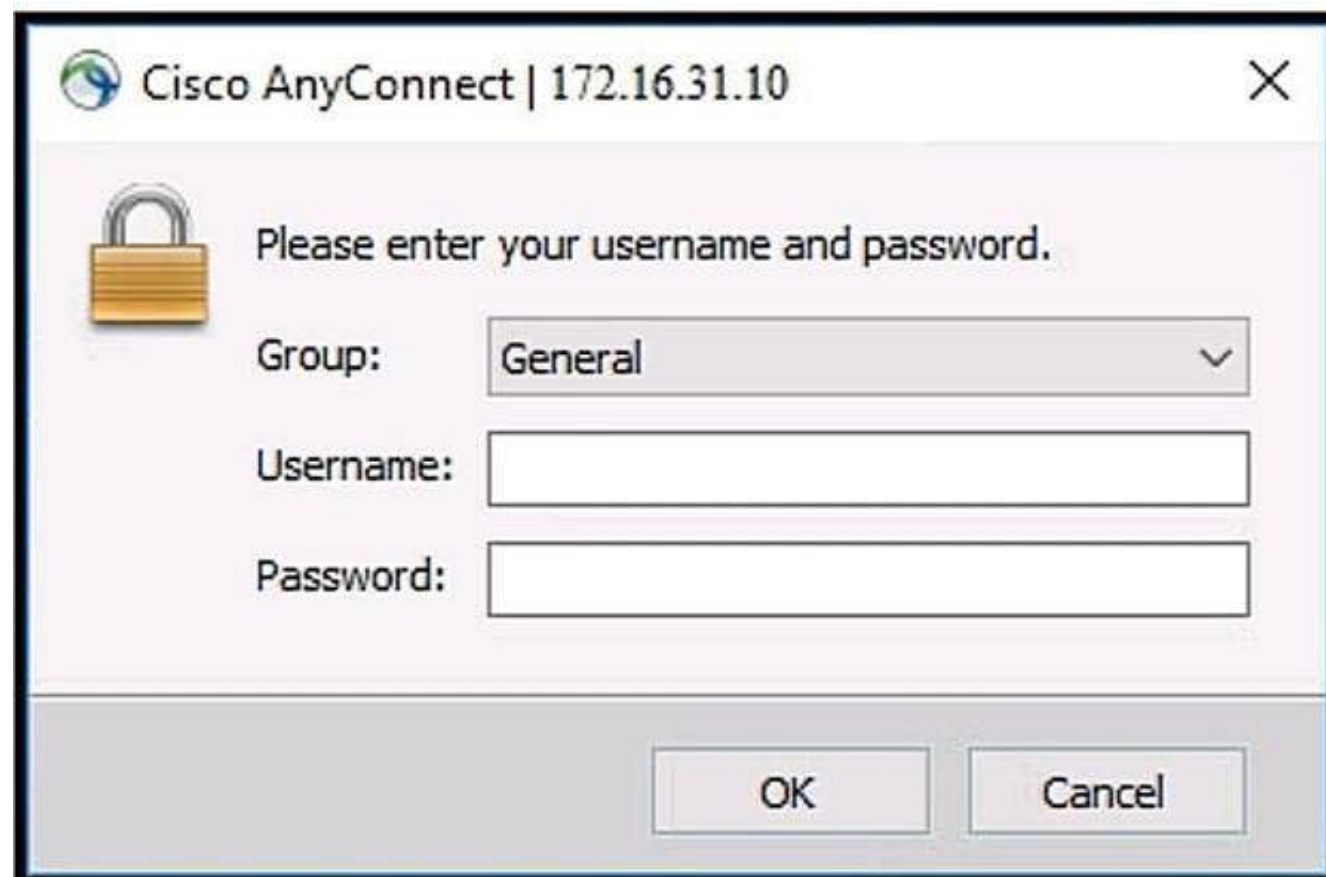 Cisco AnyConnect | 172.16.31.10
Please enter your username and password.
Group: General
Username:
Password:
OK Cancel